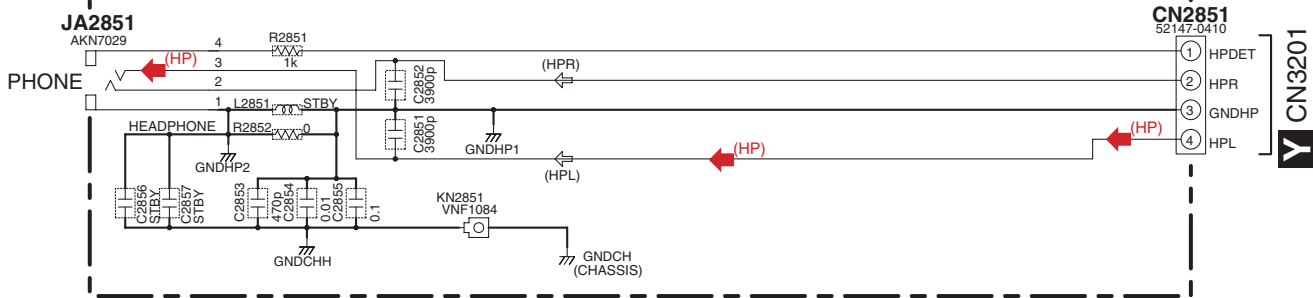 JA2851
AKN7029
PHONE
4
3
2
1
(HP)
R2851
1k
L2851
STBY
HEADPHONE
R2852
0
GNDHP2
C2852
3900p
C2851
3900p
(HPR)
GNDHP1
(HPL)
(HP)
(HP)
CN2851
52147-0410
1 HPDET
2 HPR
3 GNDHP
4 HPL
Y CN3201
C2856
STBY
C2857
STBY
C2853
470p
C2854
0.01
C2855
0.1
KN2851
VNF1084
GNDCHH
GNDCH
(CHASSIS)